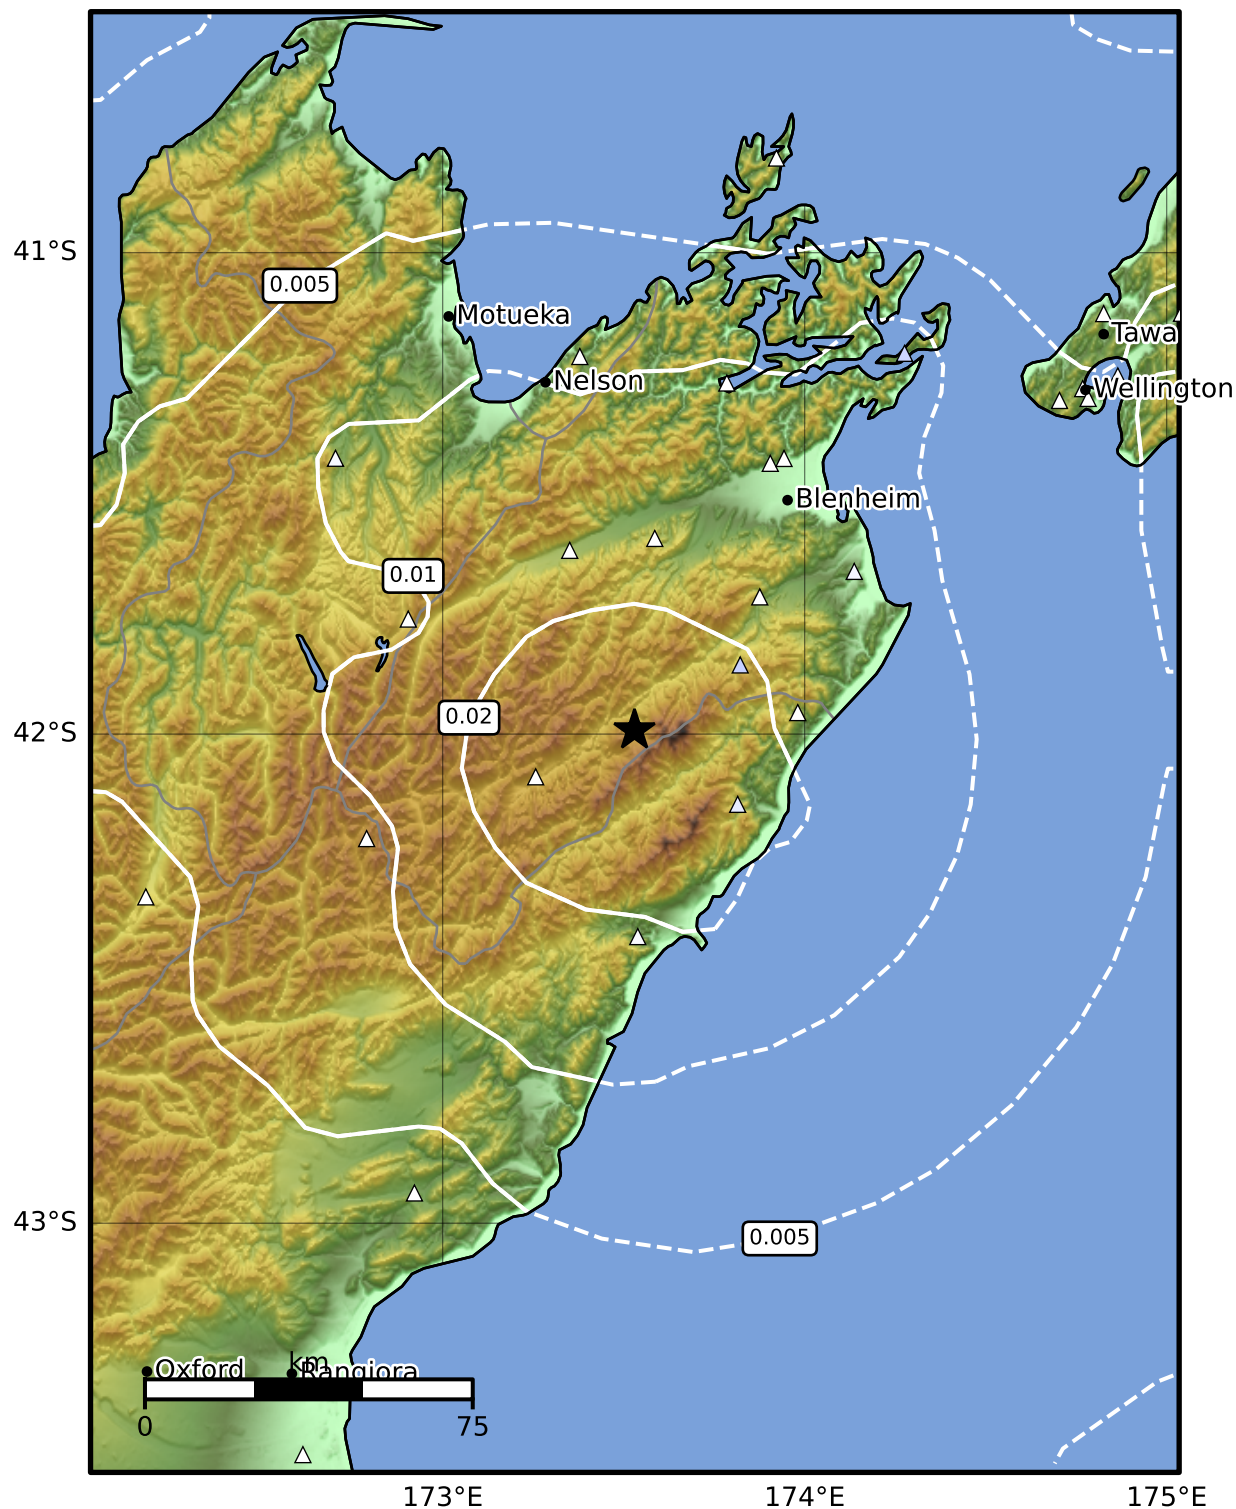 41°S
0.005
Motueka
Tawa
Nelson
Wellington
Blenheim
0.01
0.02
42°S
43°S
0.005
km
Oxford
Rangiora
0
75
173°E
174°E
175°E